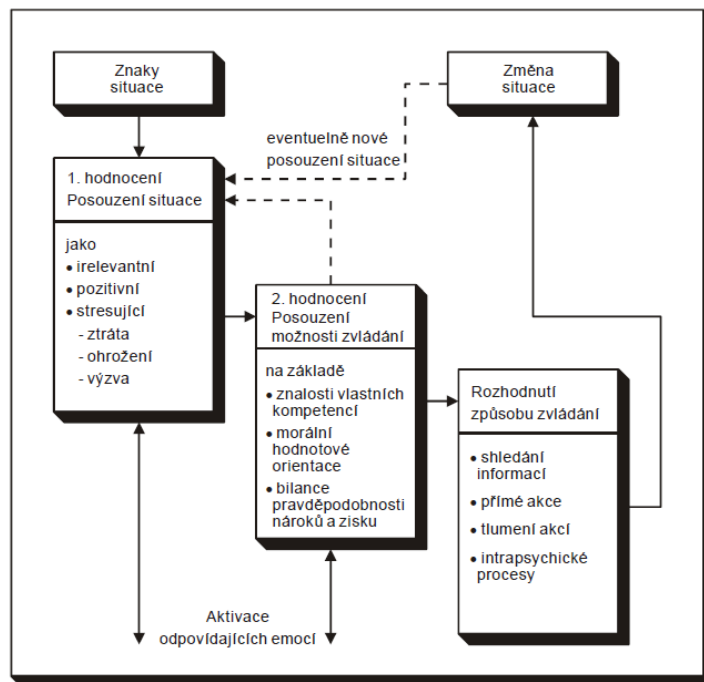 Znaky
situace
Změna
situace
eventuelně nové
posouzení situace
1. hodnocení
Posouzení situace
jako
• irelevantní
• pozitivní
• stresující
- ztráta
- ohrožení
- výzva
2. hodnocení
Posouzení
možnosti zvládání
na základě
• znalosti vlastních
kompetencí
• morální
hodnotové
orientace
• bilance
pravděpodobnosti
nároků a zisku
Rozhodnutí
způsobu zvládání
• shledání
informací
• přímé akce
• tlumení akcí
• intrapsychické
procesy
Aktivace
odpovídajících emocí